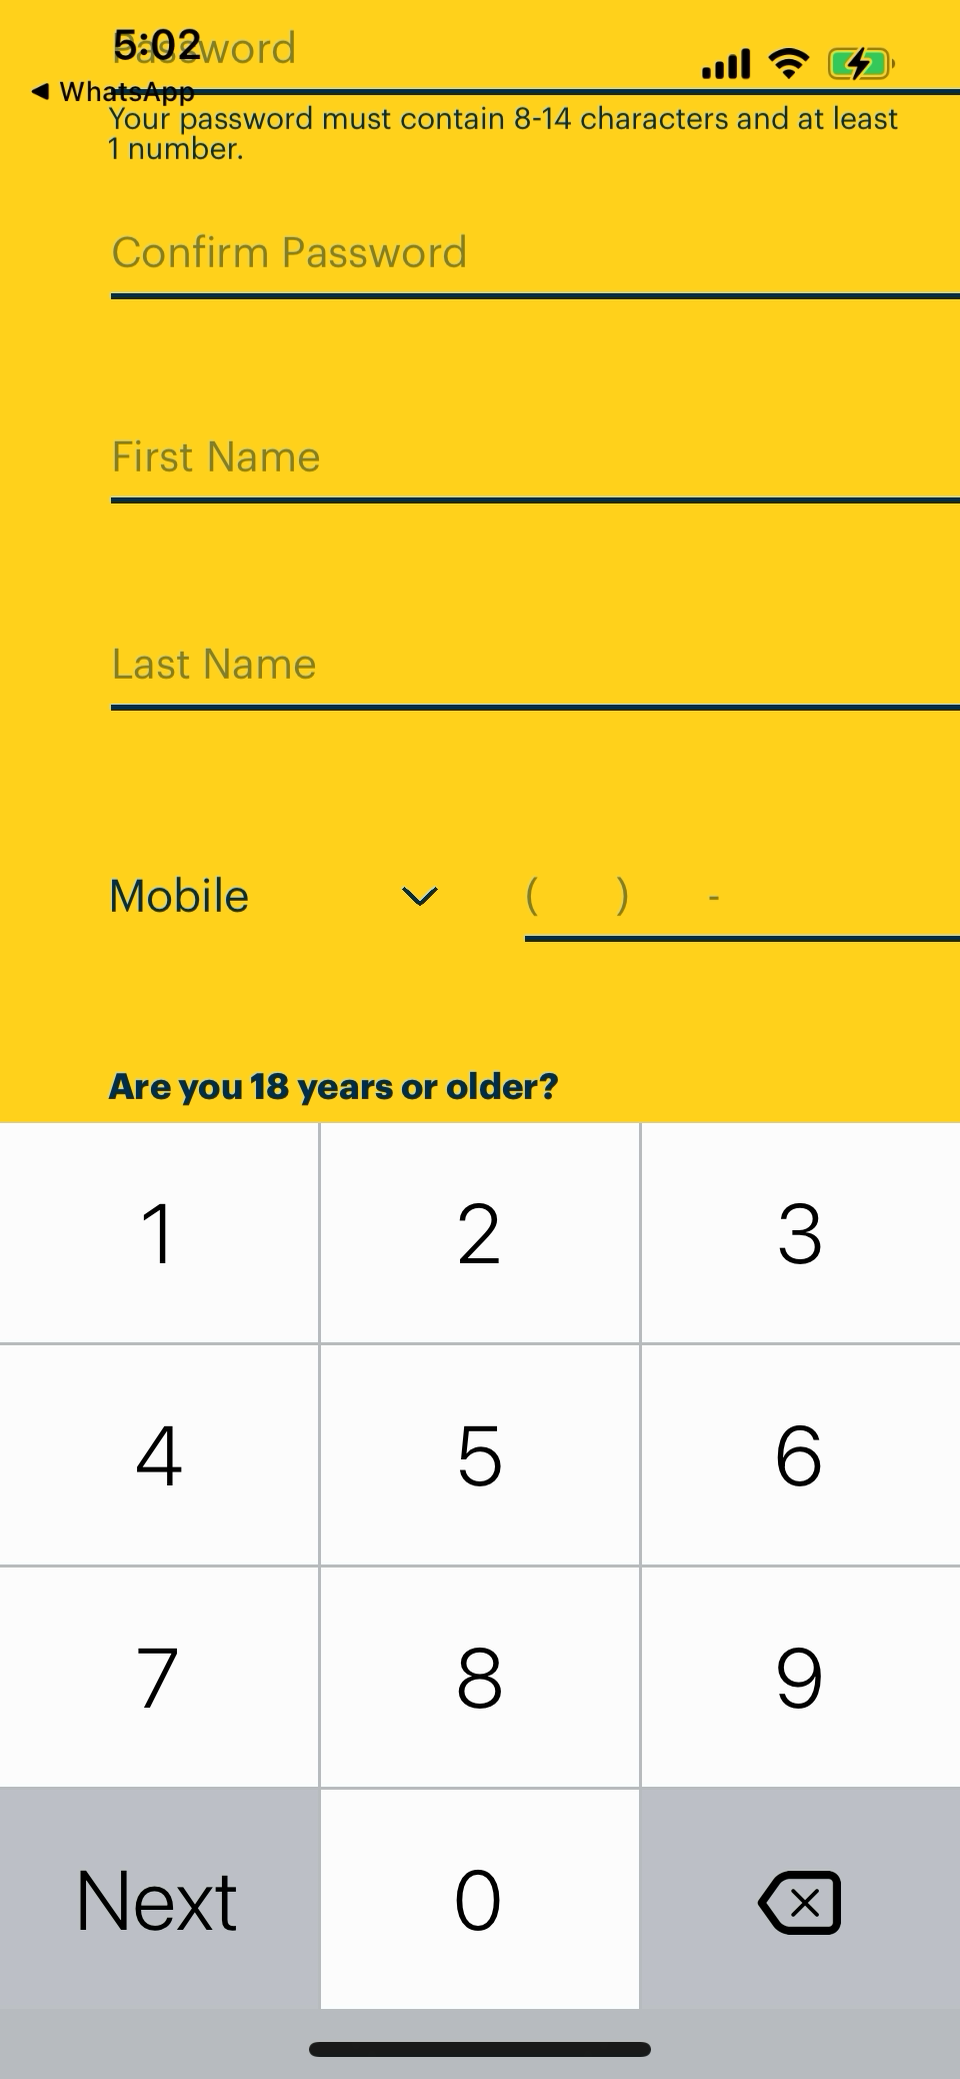 5:02
Password
WhatsApp
Your password must contain 8-14 characters and at least
1 number.
Confirm Password
First Name
Last Name
Mobile ( ) -
Are you 18 years or older?
1 2 3
4 5 6
7 8 9
Next 0